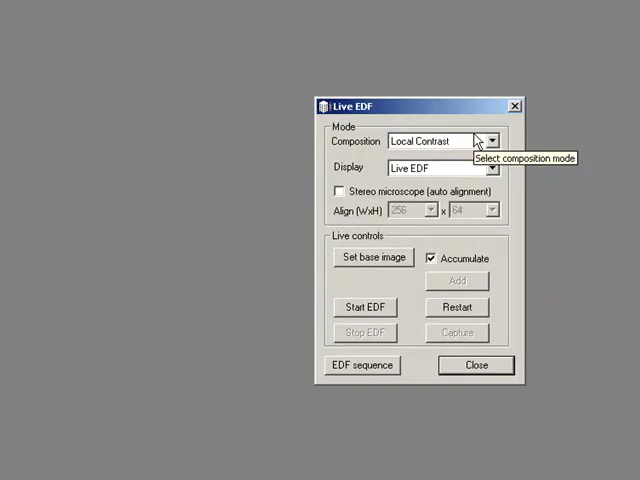 Live EDF
Mode
Composition Local Contrast
Select composition mode
Display Live EDF
Stereo microscope (auto alignment)
Align (WxH) 256 x 64
Live controls
Set base image Accumulate
Add
Start EDF Restart
Stop EDF Capture
EDF sequence Close